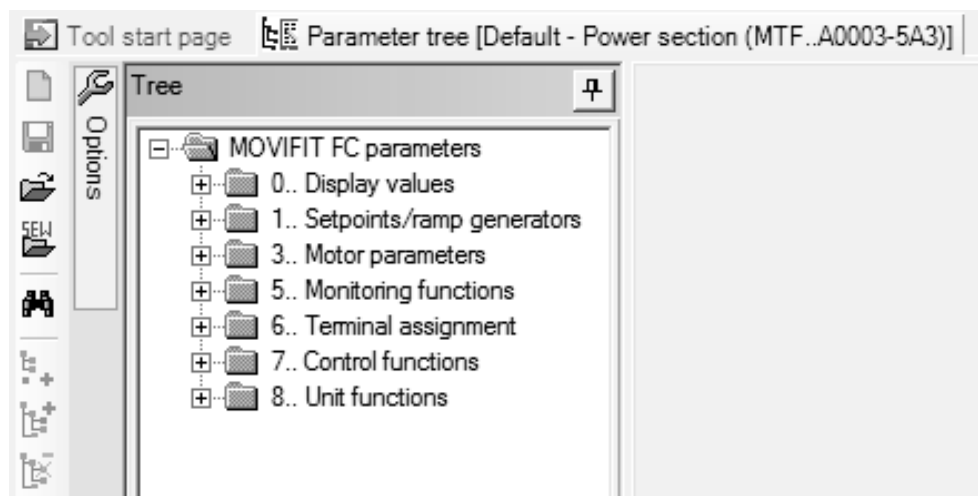 Tool start page
Parameter tree [Default - Power section (MTF..A0003-5A3)]
Options
Tree
MOVIFIT FC parameters
0.. Display values
1.. Setpoints/ramp generators
3.. Motor parameters
5.. Monitoring functions
6.. Terminal assignment
7.. Control functions
8.. Unit functions
SEW